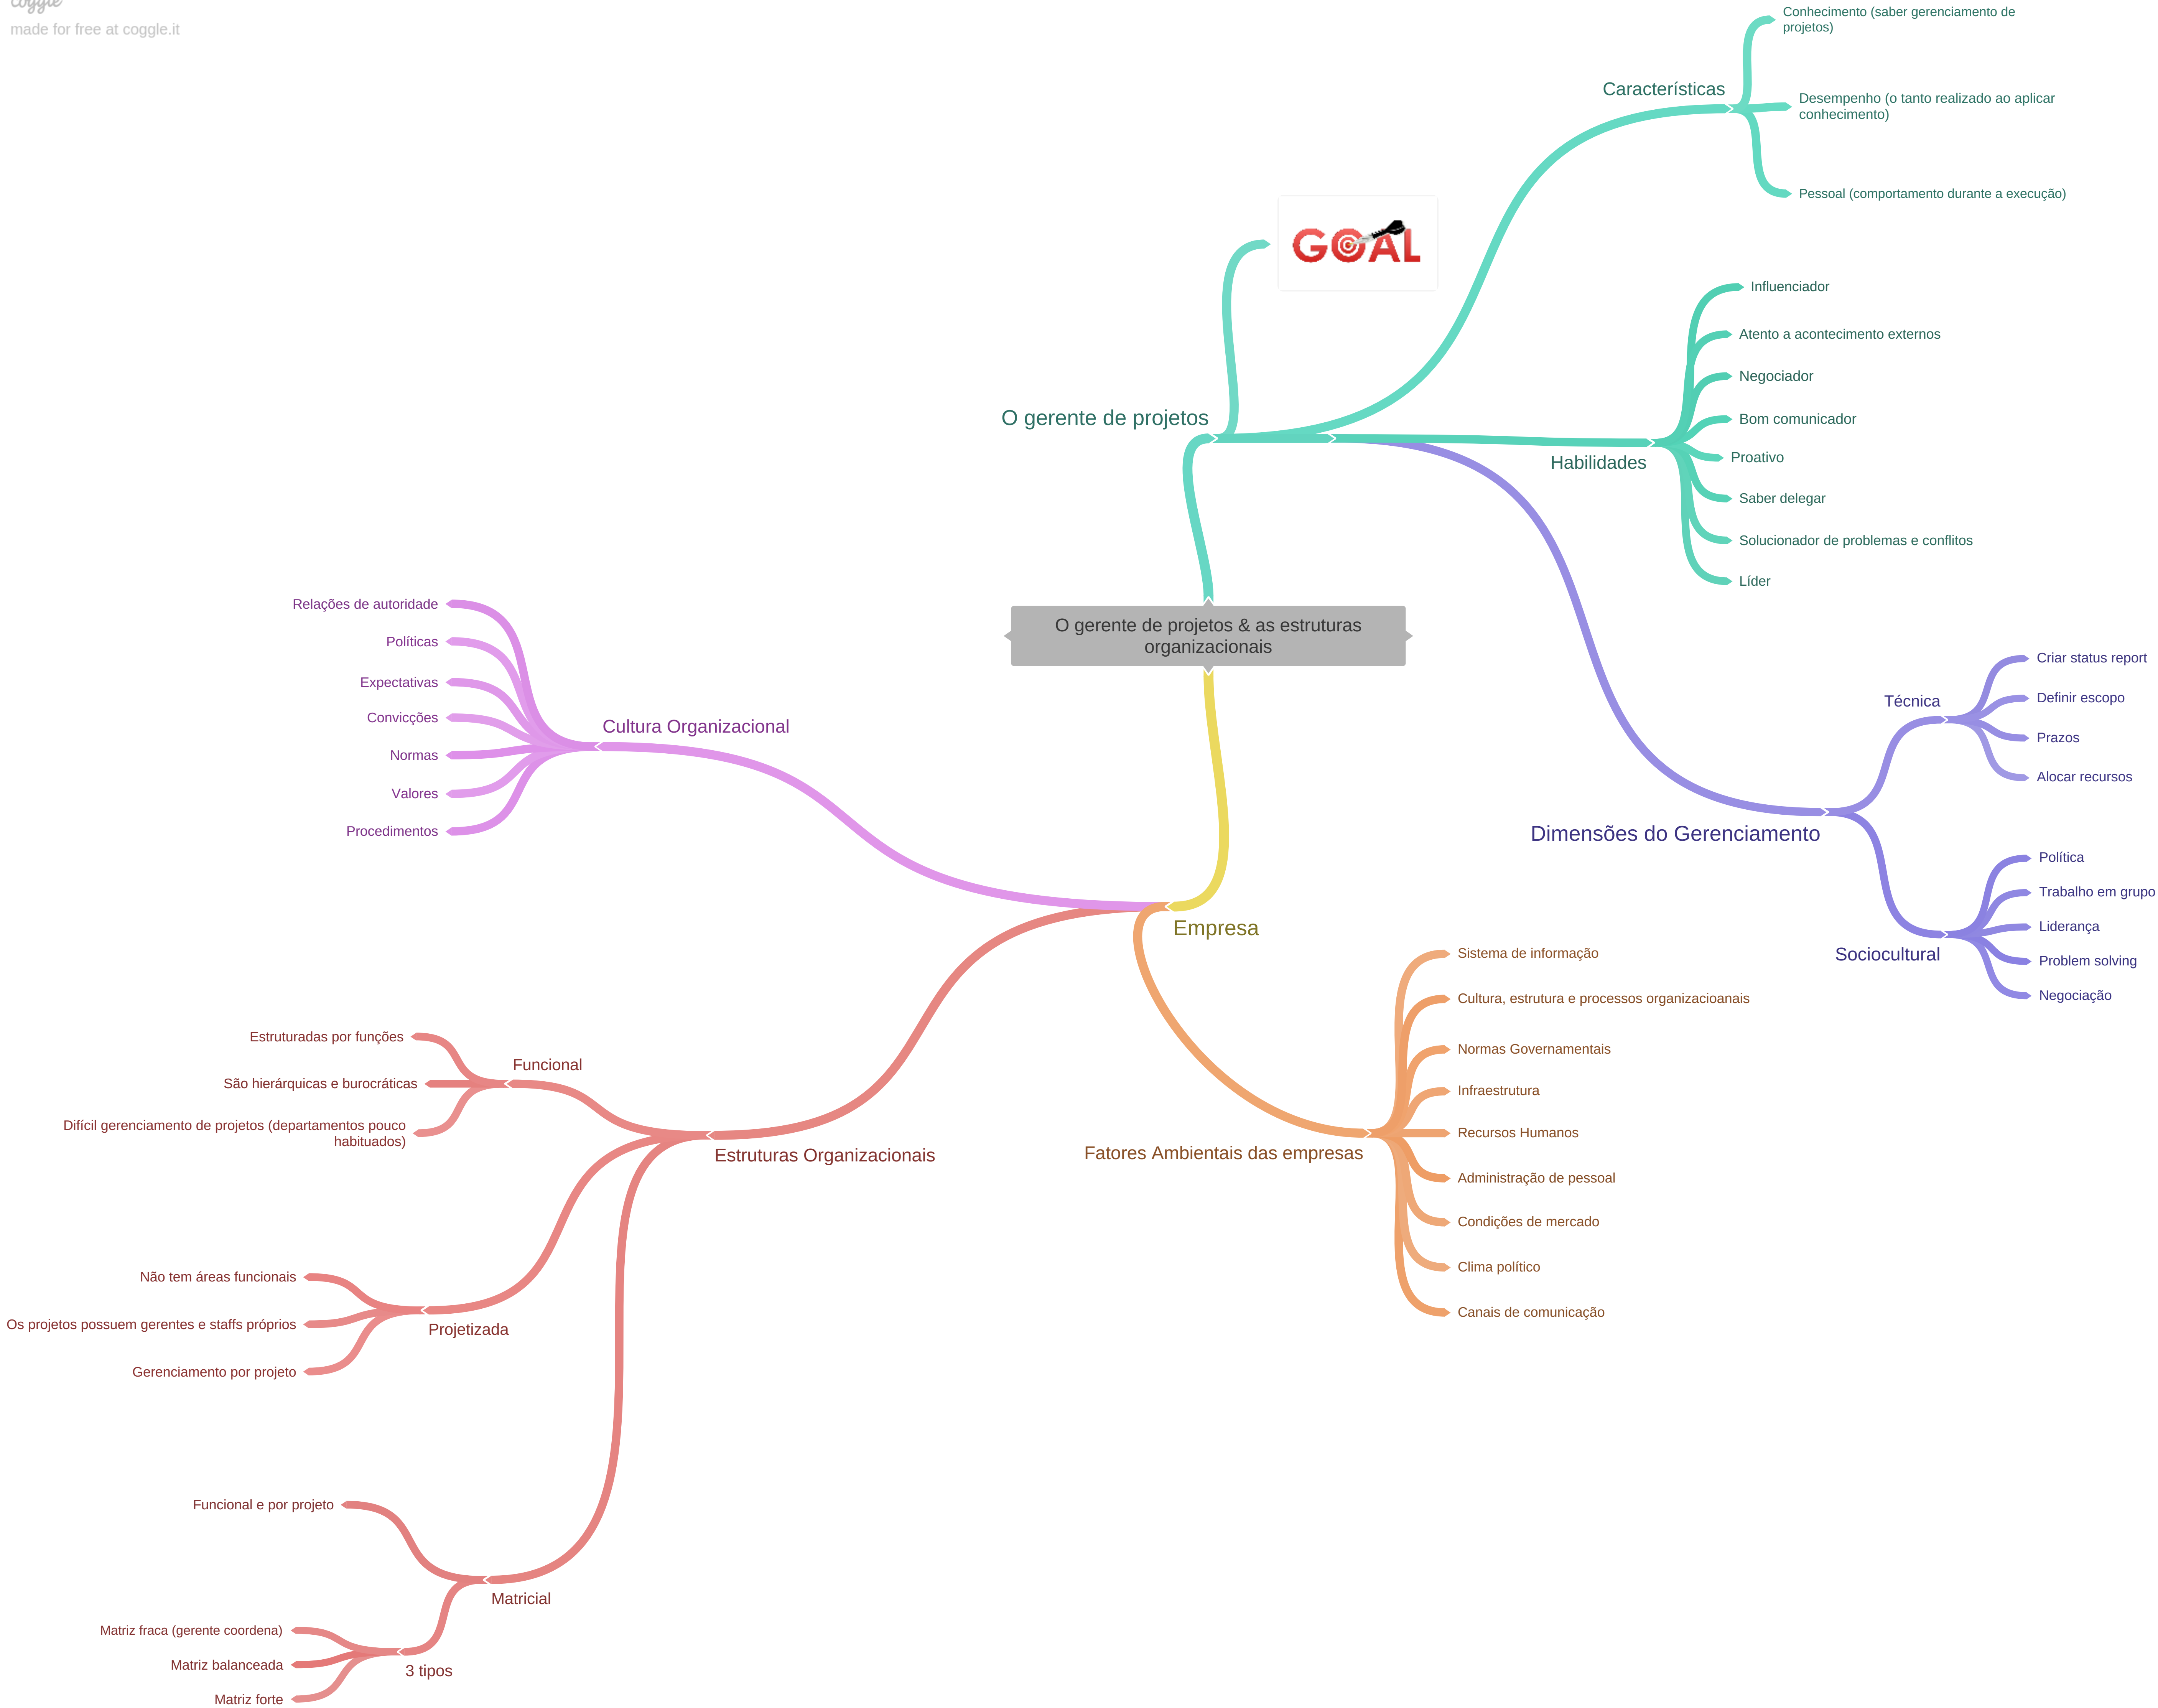 coggle
made for free at coggle.it
O gerente de projetos & as estruturas
organizacionais
O gerente de projetos
GOAL
Características
Conhecimento (saber gerenciamento de
projetos)
Desempenho (o tanto realizado ao aplicar
conhecimento)
Pessoal (comportamento durante a execução)
Habilidades
Influenciador
Atento a acontecimento externos
Negociador
Bom comunicador
Proativo
Saber delegar
Solucionador de problemas e conflitos
Líder
Dimensões do Gerenciamento
Técnica
Criar status report
Definir escopo
Prazos
Alocar recursos
Sociocultural
Política
Trabalho em grupo
Liderança
Problem solving
Negociação
Empresa
Cultura Organizacional
Relações de autoridade
Políticas
Expectativas
Convicções
Normas
Valores
Procedimentos
Fatores Ambientais das empresas
Sistema de informação
Cultura, estrutura e processos organizacioanais
Normas Governamentais
Infraestrutura
Recursos Humanos
Administração de pessoal
Condições de mercado
Clima político
Canais de comunicação
Estruturas Organizacionais
Funcional
Estruturadas por funções
São hierárquicas e burocráticas
Difícil gerenciamento de projetos (departamentos pouco
habituados)
Projetizada
Não tem áreas funcionais
Os projetos possuem gerentes e staffs próprios
Gerenciamento por projeto
Matricial
Funcional e por projeto
3 tipos
Matriz fraca (gerente coordena)
Matriz balanceada
Matriz forte